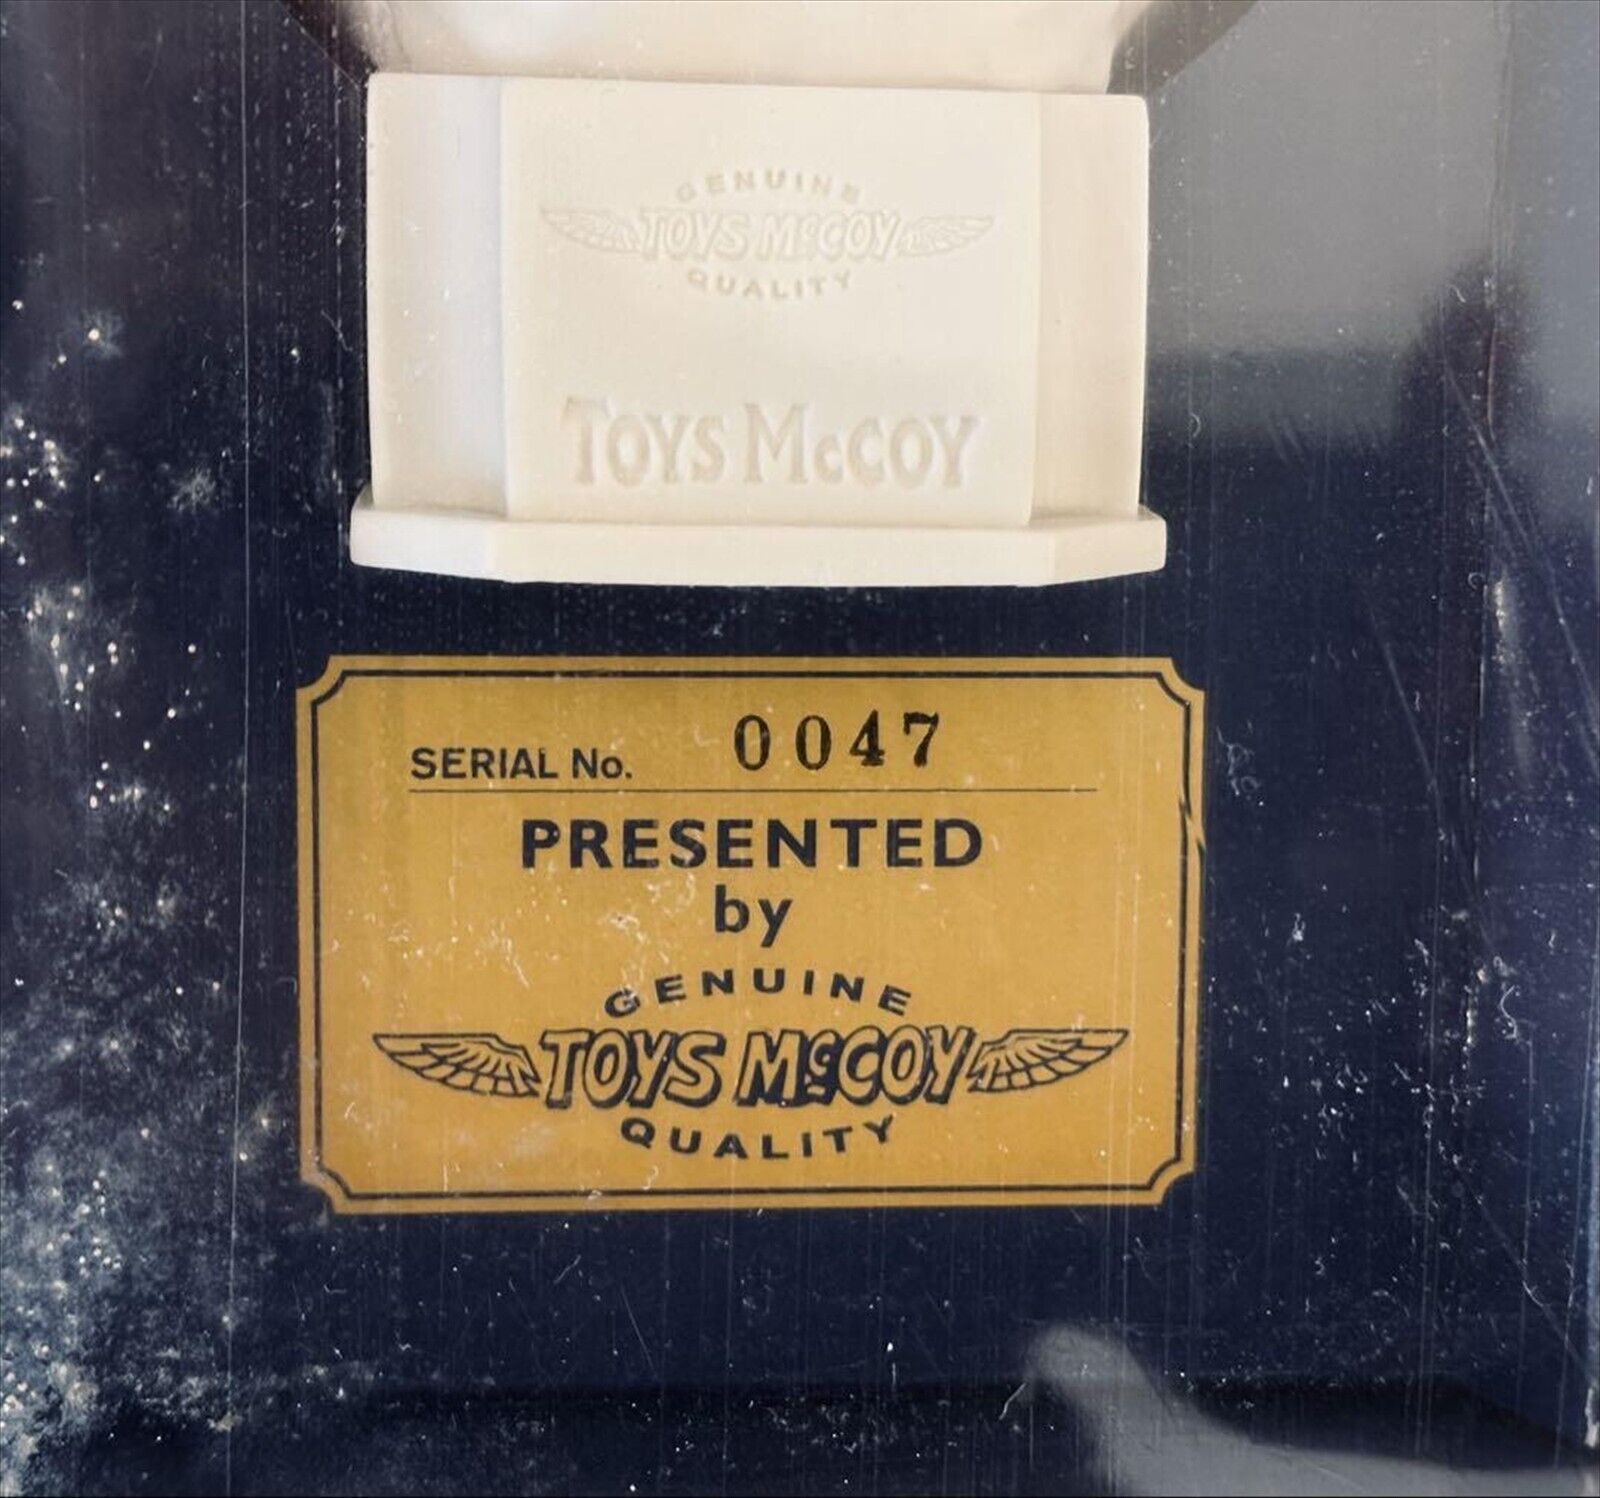 GENUINE
TOYS McCOY
QUALITY
TOYS McCOY
SERIAL No. 0047
PRESENTED
by
GENUINE
TOYS McCOY
QUALITY